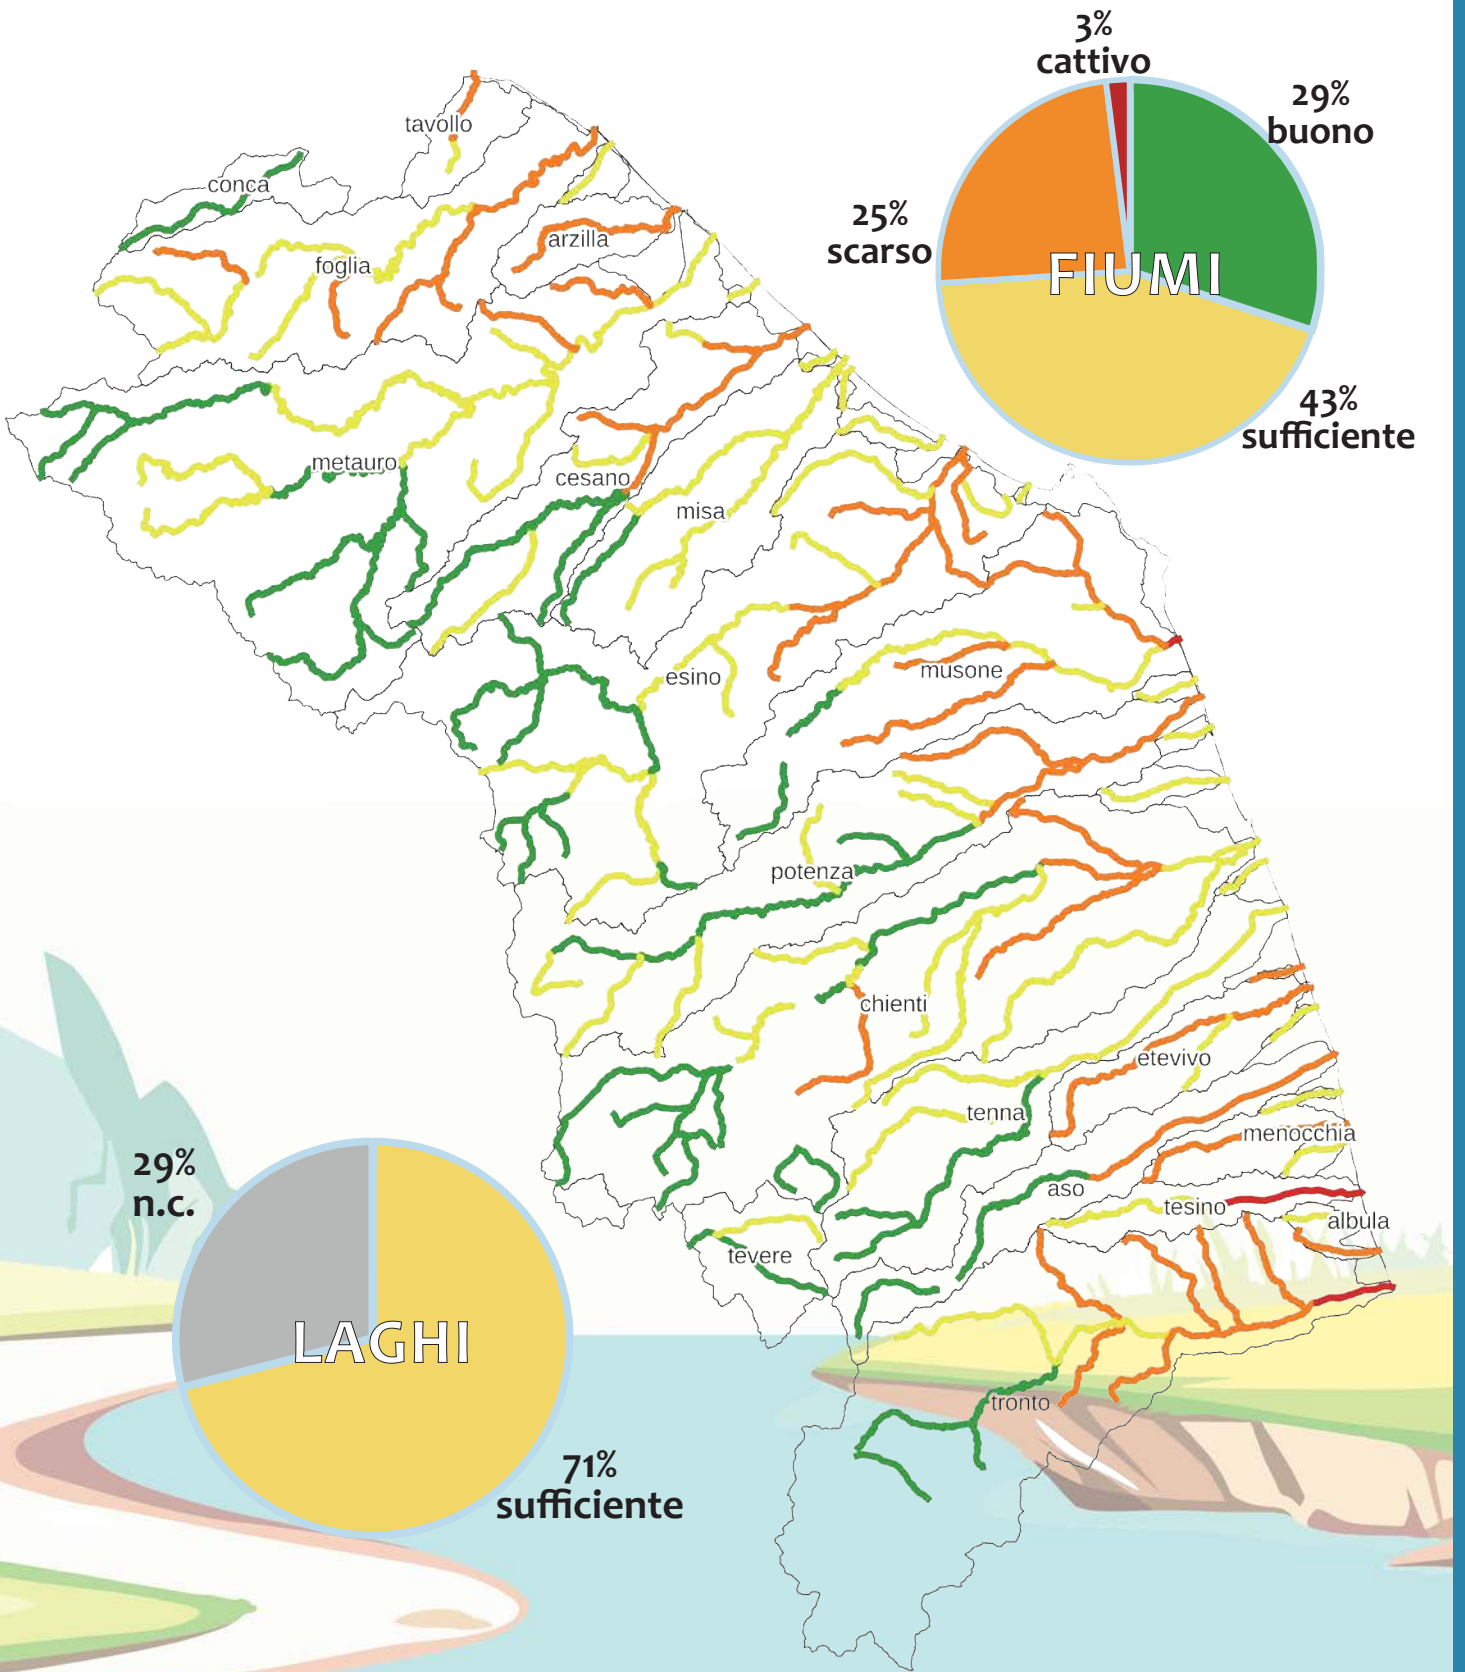 3%
cattivo
29%
buono
25%
scarso
FIUMI
43%
sufficiente
tavollo
conca
arzilla
foglia
metauro
cesano
misa
esino
musone
potenza
chienti
etevivo
tenna
menocchia
aso
tesino
albula
tevere
tronto
29%
n.c.
LAGHI
71%
sufficiente